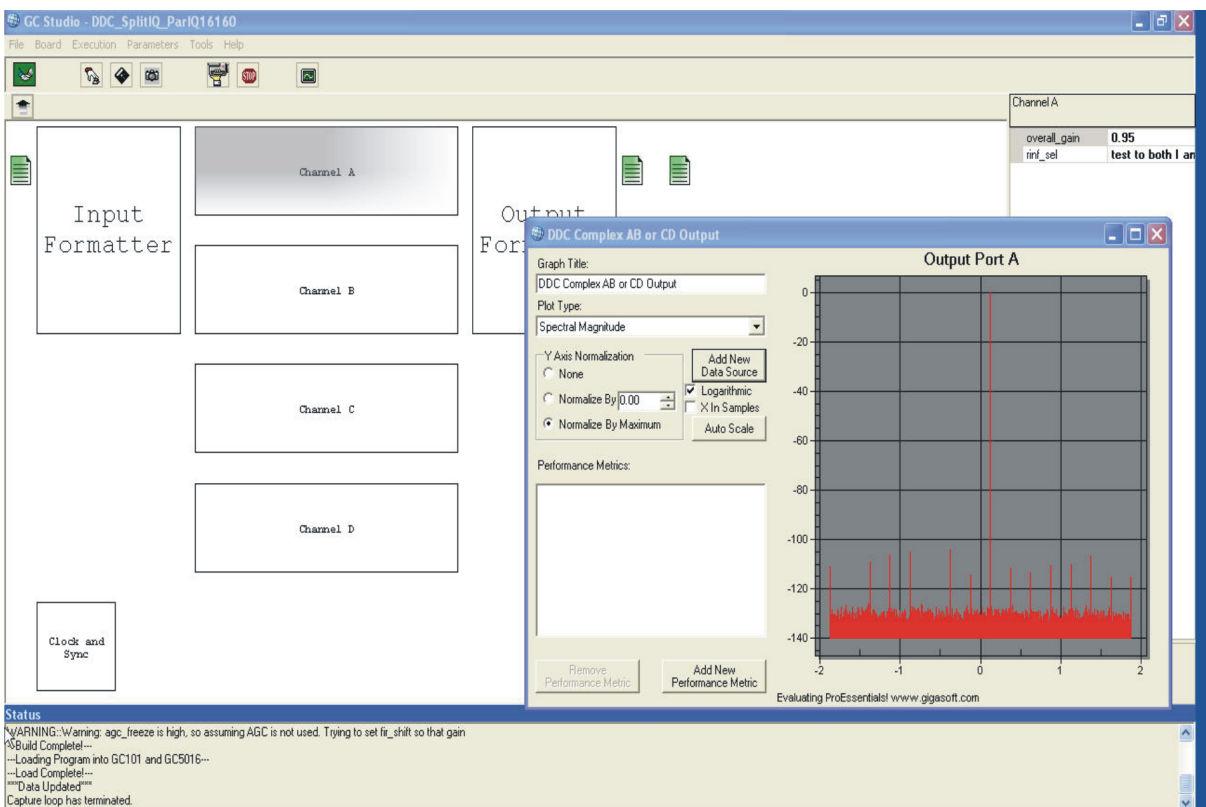 GC Studio - DDC_SplitIQ_ParIQ16160
File Board Execution Parameters Tools Help
STOP
Channel A
overall_gain 0.95
rinf_sel test to both I an
Input
Formatter
Channel A
Channel B
Channel C
Channel D
Output
For
Clock and
Sync
DDC Complex AB or CD Output
Graph Title:
DDC Complex AB or CD Output
Plot Type:
Spectral Magnitude
Y Axis Normalization
None
Normalize By 0.00
Normalize By Maximum
Add New
Data Source
Logarithmic
X In Samples
Auto Scale
Performance Metrics:
Remove
Performance Metric
Add New
Performance Metric
Output Port A
0
-20
-40
-60
-80
-100
-120
-140
-2 -1 0 1 2
Evaluating ProEssentials! www.gigasoft.com
Status
WARNING::Warning: agc_freeze is high, so assuming AGC is not used. Trying to set fir_shift so that gain
Build Complete!---
---Loading Program into GC101 and GC5016---
---Load Complete!---
***Data Updated***
Capture loop has terminated.